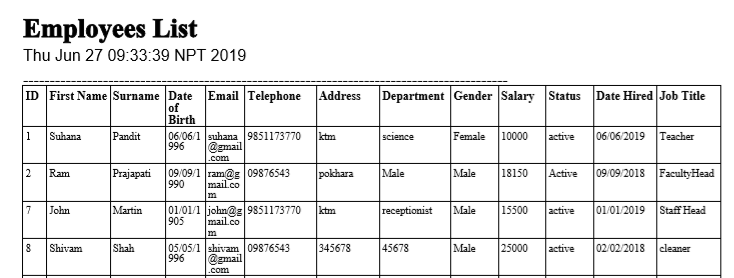 Employees List
Thu Jun 27 09:33:39 NPT 2019
ID First Name Surname Date of Birth Email Telephone Address Department Gender Salary Status Date Hired Job Title
1 Suhana Pandit 06/06/1996 suhana@gmail.com 9851173770 ktm science Female 10000 active 06/06/2019 Teacher
2 Ram Prajapati 09/09/1990 ram@gmail.com 09876543 pokhara Male Male 18150 Active 09/09/2018 FacultyHead
7 John Martin 01/01/1905 john@gmail.com 9851173770 ktm receptionist Male 15500 active 01/01/2019 Staff Head
8 Shivam Shah 05/05/1996 shivam@gmail.com 09876543 345678 45678 Male 25000 active 02/02/2018 cleaner